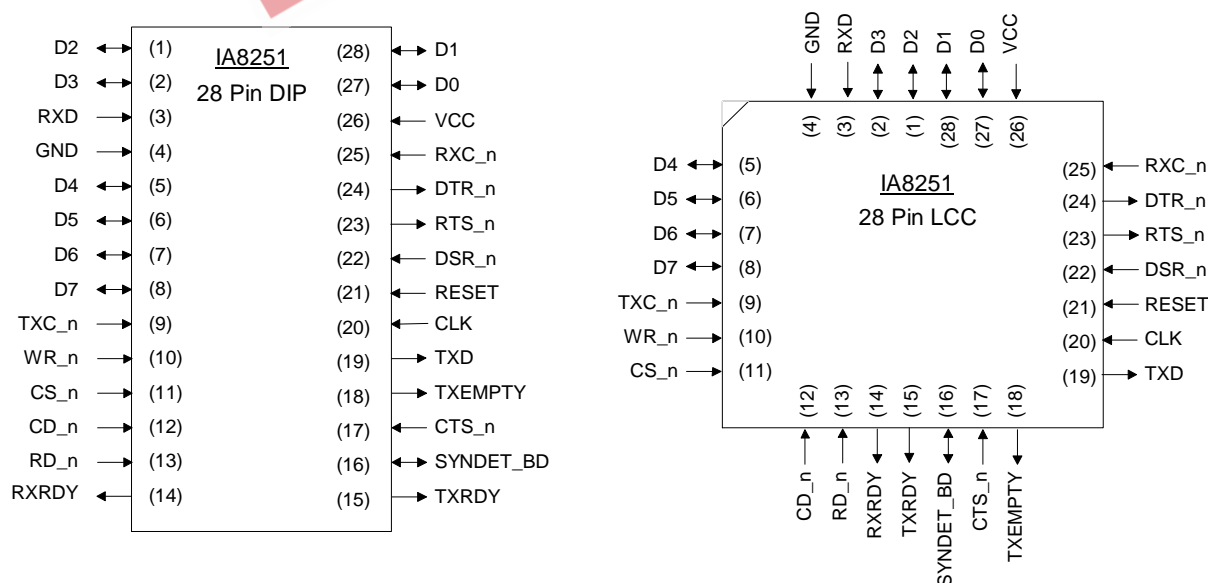 IA8251
28 Pin DIP
D2 (1) (28) D1
D3 (2) (27) D0
RXD (3) (26) VCC
GND (4) (25) RXC_n
D4 (5) (24) DTR_n
D5 (6) (23) RTS_n
D6 (7) (22) DSR_n
D7 (8) (21) RESET
TXC_n (9) (20) CLK
WR_n (10) (19) TXD
CS_n (11) (18) TXEMPTY
CD_n (12) (17) CTS_n
RD_n (13) (16) SYNDET_BD
RXRDY (14) (15) TXRDY
GND RXD D3 D2 D1 D0 VCC
(4) (3) (2) (1) (28) (27) (26)
IA8251
28 Pin LCC
D4 (5) (25) RXC_n
D5 (6) (24) DTR_n
D6 (7) (23) RTS_n
D7 (8) (22) DSR_n
TXC_n (9) (21) RESET
WR_n (10) (20) CLK
CS_n (11) (19) TXD
(12) (13) (14) (15) (16) (17) (18)
CD_n RD_n RXRDY TXRDY SYNDET_BD CTS_n TXEMPTY